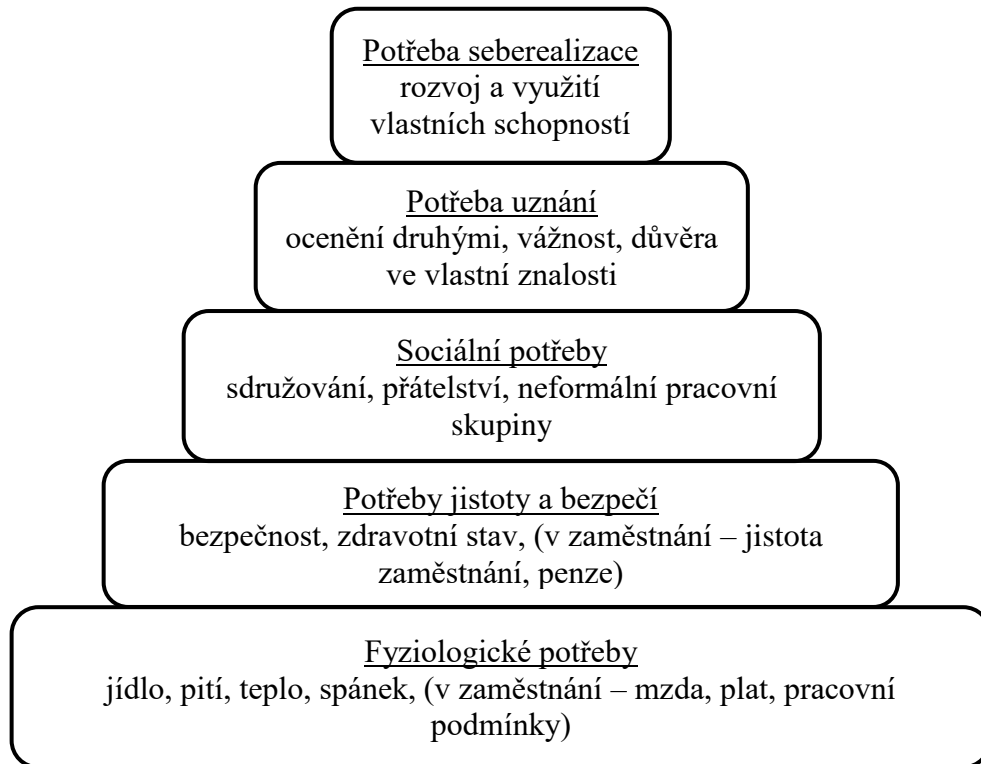 Potřeba seberealizace
rozvoj a využití
vlastních schopností
Potřeba uznání
ocenění druhými, vážnost, důvěra
ve vlastní znalosti
Sociální potřeby
sdružování, přátelství, neformální pracovní
skupiny
Potřeby jistoty a bezpečí
bezpečnost, zdravotní stav, (v zaměstnání – jistota
zaměstnání, penze)
Fyziologické potřeby
jídlo, pití, teplo, spánek, (v zaměstnání – mzda, plat, pracovní
podmínky)